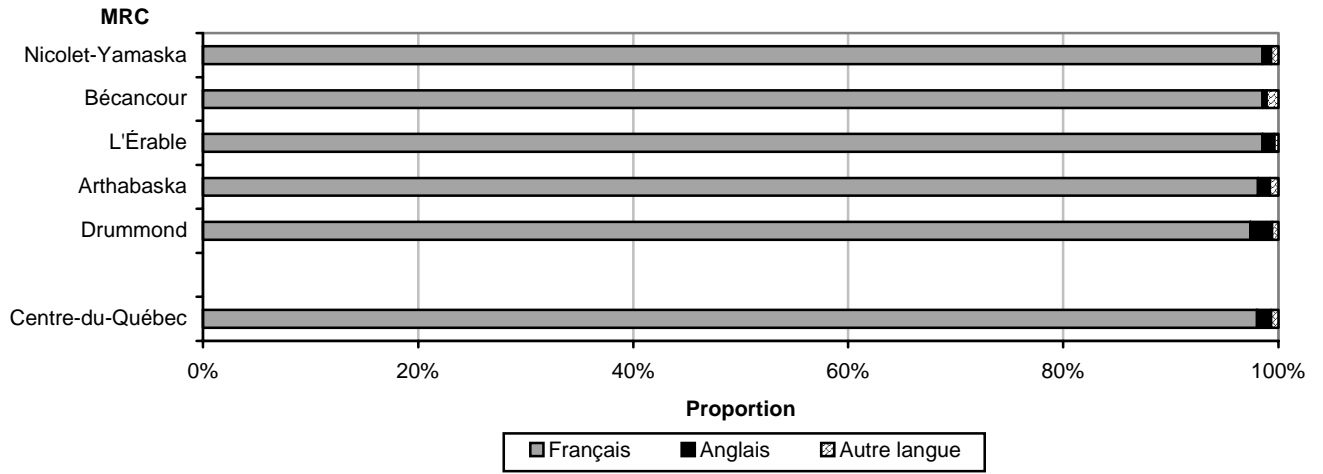 MRC
Nicolet-Yamaska
Bécancour
L'Érable
Arthabaska
Drummond
Centre-du-Québec
0% 20% 40% 60% 80% 100%
Proportion
Français Anglais Autre langue